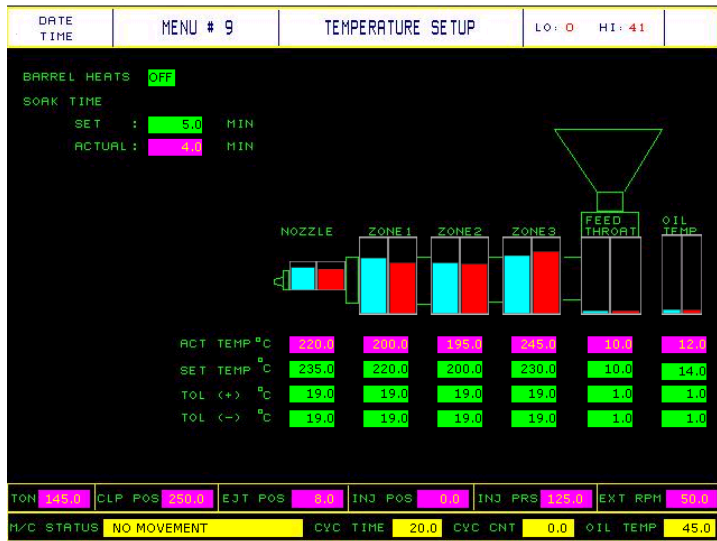 DATE TIME MENU # 9 TEMPERATURE SETUP LO: 0 HI: 41
BARREL HEATS OFF
SOAK TIME
SET : 5.0 MIN
ACTUAL: 4.0 MIN
NOZZLE ZONE1 ZONE2 ZONE3 FEED THROAT OIL TEMP
ACT TEMP °C 220.0 200.0 195.0 245.0 10.0 12.0
SET TEMP °C 235.0 220.0 200.0 230.0 10.0 14.0
TOL (+) °C 19.0 19.0 19.0 19.0 1.0 1.0
TOL (-) °C 19.0 19.0 19.0 19.0 1.0 1.0
TON 145.0 CLP POS 250.0 EJT POS 8.0 INJ POS 0.0 INJ PRS 125.0 EXT RPM 50.0
M/C STATUS NO MOVEMENT CYC TIME 20.0 CYC CNT 0.0 OIL TEMP 45.0